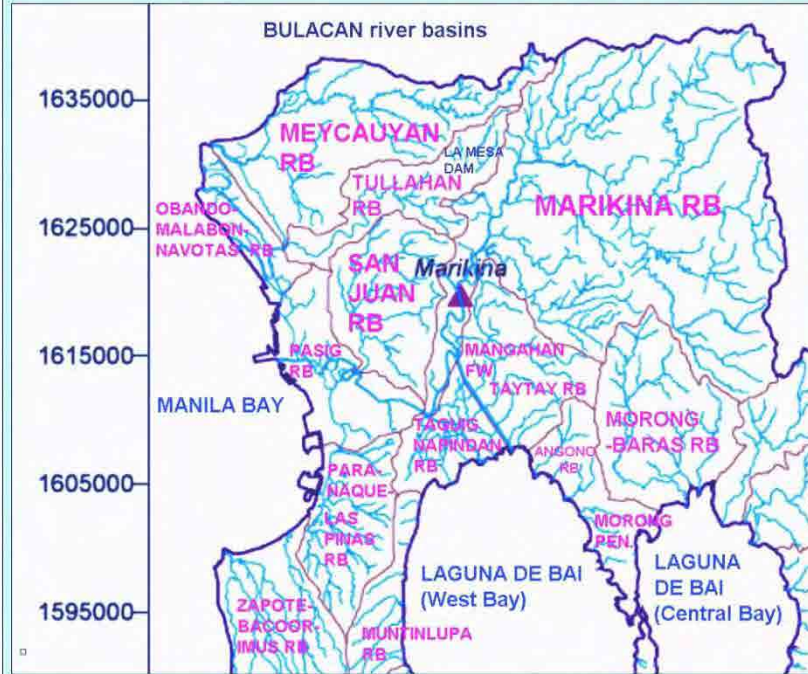 BULACAN river basins
1635000
MEYCAUYAN
RB
LA MESA
DAM
TULLAHAN
RB
MARIKINA RB
1625000
OBANDO-
MALABON-
NAVOTAS RB
SAN
JUAN
RB
Marikina
1615000
PASIG
RB
MANGAHAN
FW
TAYTAY RB
MANILA BAY
TAGUIG
NAPINDAN
RB
MORONG
-BARAS RB
ANGONO
RB
1605000
PARA-
NAQUE-
LAS
PINAS
RB
MORONG
PEN.
LAGUNA DE BAI
(West Bay)
LAGUNA
DE BAI
(Central Bay)
1595000
ZAPOTE-
BACOOR-
IMUS RB
MUNTINLUPA
RB